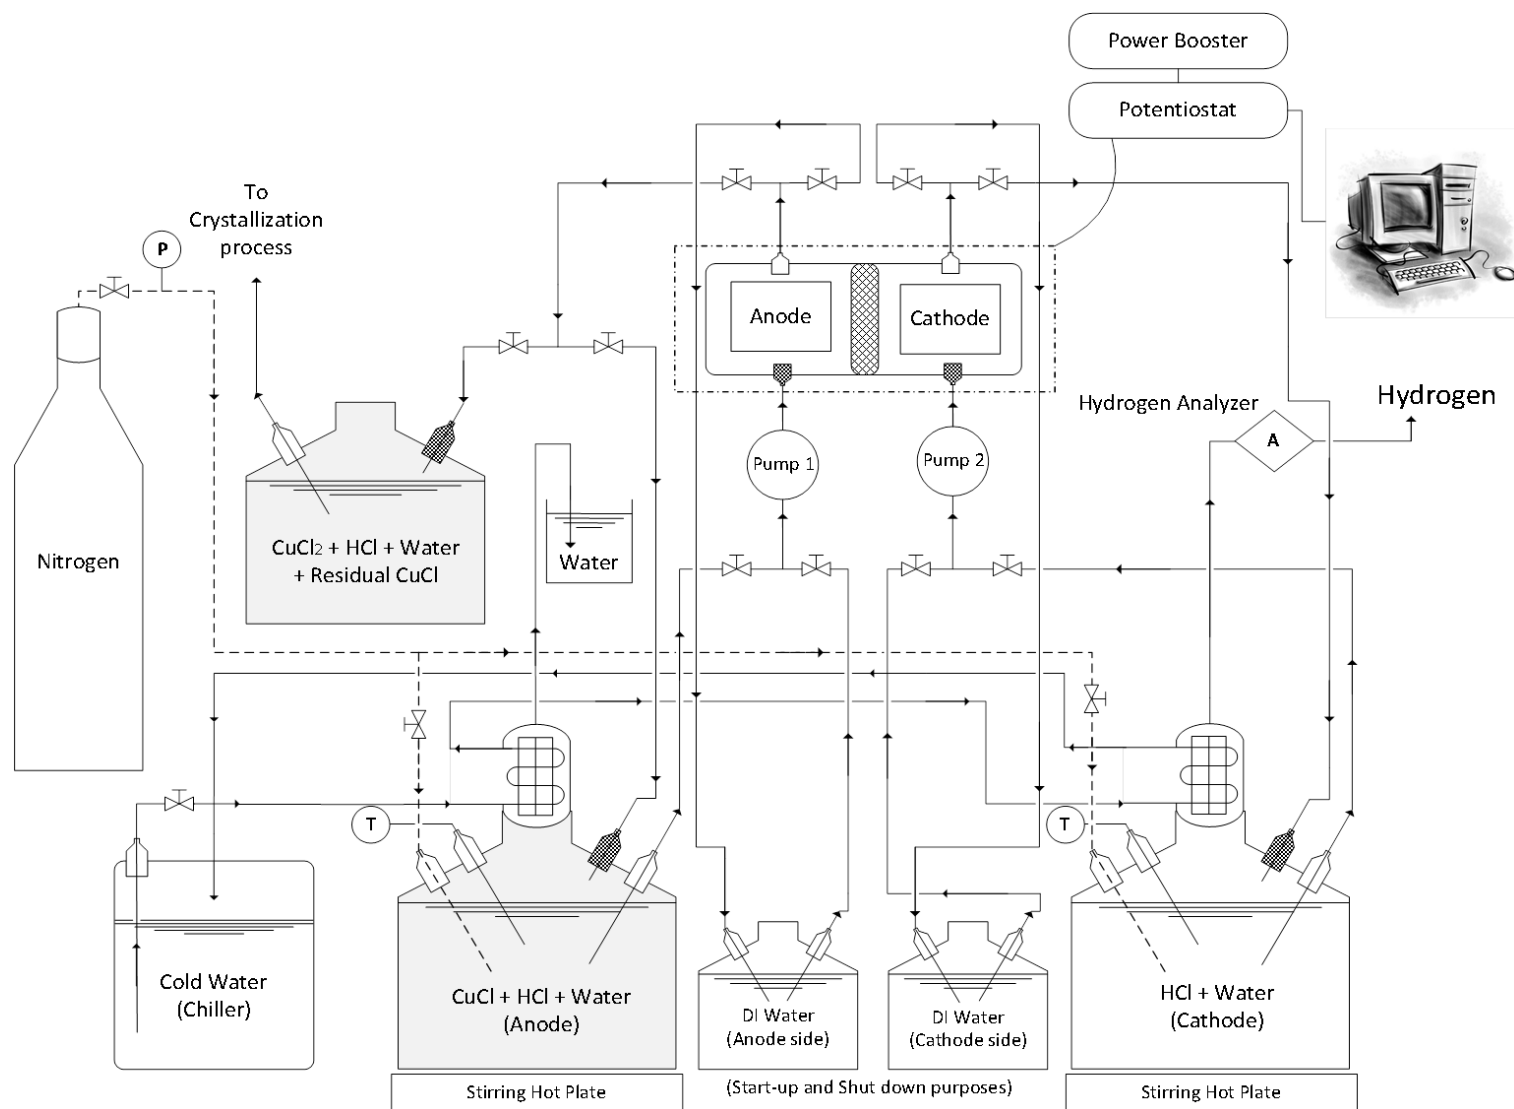 Power Booster
Potentiostat
To
Crystallization
process
P
Anode
Cathode
Hydrogen Analyzer
Hydrogen
A
Pump 1
Pump 2
Nitrogen
CuCl2 + HCl + Water
+ Residual CuCl
Water
T
T
Cold Water
(Chiller)
CuCl + HCl + Water
(Anode)
DI Water
(Anode side)
DI Water
(Cathode side)
HCl + Water
(Cathode)
Stirring Hot Plate
(Start-up and Shut down purposes)
Stirring Hot Plate